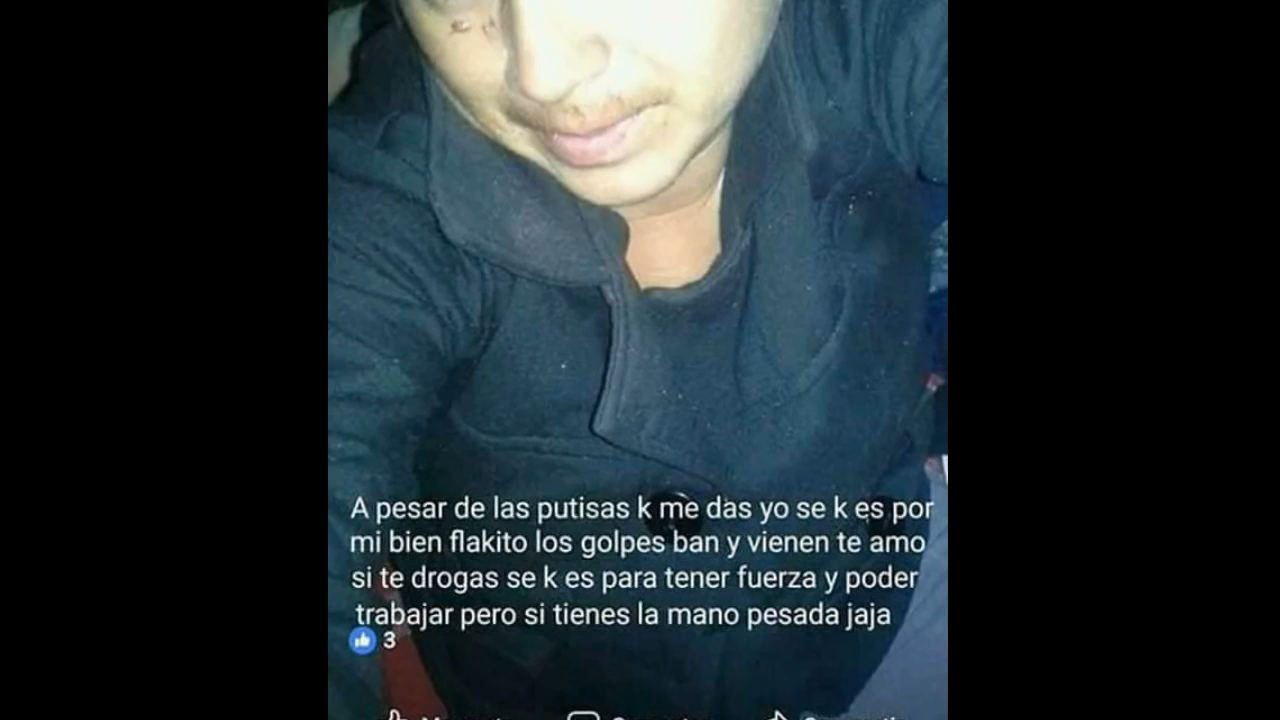 A pesar de las putisas k me das yo se k es por
mi bien flakito los golpes ban y vienen te amo
si te drogas se k es para tener fuerza y poder
trabajar pero si tienes la mano pesada jaja
3